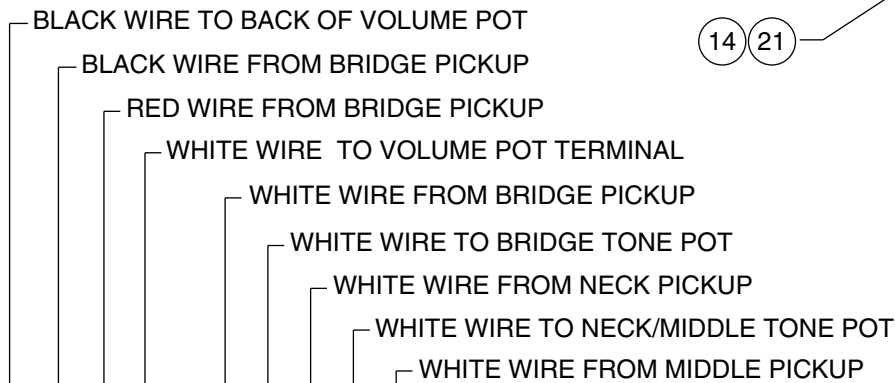 BLACK WIRE TO BACK OF VOLUME POT
14 21
BLACK WIRE FROM BRIDGE PICKUP
RED WIRE FROM BRIDGE PICKUP
WHITE WIRE TO VOLUME POT TERMINAL
WHITE WIRE FROM BRIDGE PICKUP
WHITE WIRE TO BRIDGE TONE POT
WHITE WIRE FROM NECK PICKUP
WHITE WIRE TO NECK/MIDDLE TONE POT
WHITE WIRE FROM MIDDLE PICKUP